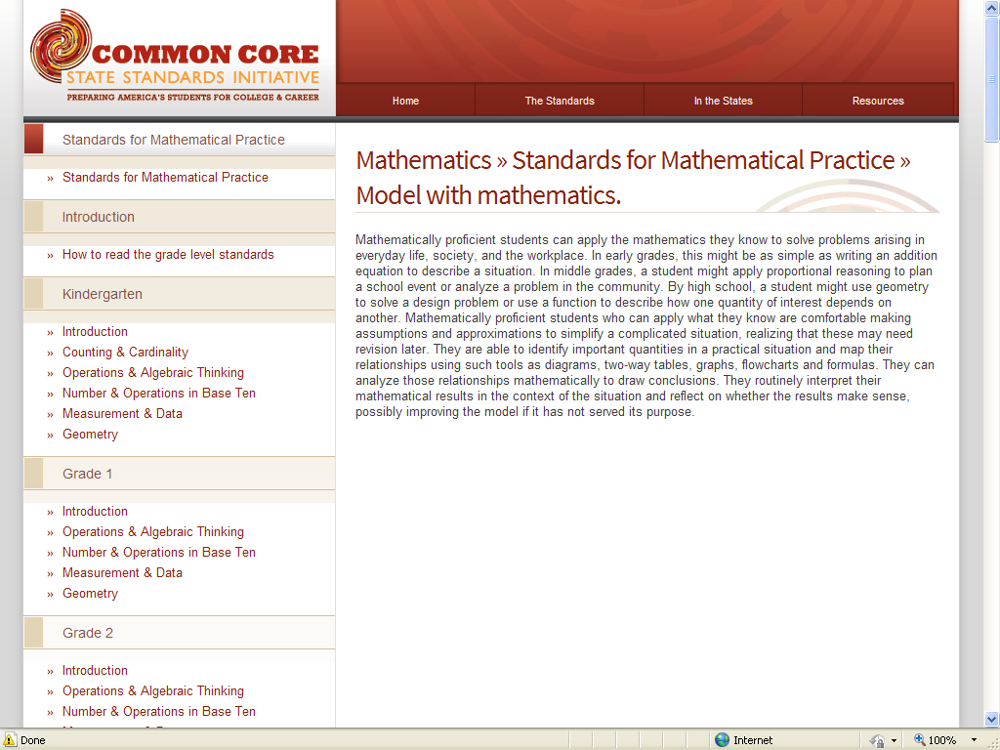 COMMON CORE
STATE STANDARDS INITIATIVE
PREPARING AMERICA'S STUDENTS FOR COLLEGE & CAREER
Home
The Standards
In the States
Resources
Standards for Mathematical Practice
» Standards for Mathematical Practice
Introduction
» How to read the grade level standards
Kindergarten
» Introduction
» Counting & Cardinality
» Operations & Algebraic Thinking
» Number & Operations in Base Ten
» Measurement & Data
» Geometry
Grade 1
» Introduction
» Operations & Algebraic Thinking
» Number & Operations in Base Ten
» Measurement & Data
» Geometry
Grade 2
» Introduction
» Operations & Algebraic Thinking
» Number & Operations in Base Ten
Mathematics » Standards for Mathematical Practice »
Model with mathematics.
Mathematically proficient students can apply the mathematics they know to solve problems arising in
everyday life, society, and the workplace. In early grades, this might be as simple as writing an addition
equation to describe a situation. In middle grades, a student might apply proportional reasoning to plan
a school event or analyze a problem in the community. By high school, a student might use geometry
to solve a design problem or use a function to describe how one quantity of interest depends on
another. Mathematically proficient students who can apply what they know are comfortable making
assumptions and approximations to simplify a complicated situation, realizing that these may need
revision later. They are able to identify important quantities in a practical situation and map their
relationships using such tools as diagrams, two-way tables, graphs, flowcharts and formulas. They can
analyze those relationships mathematically to draw conclusions. They routinely interpret their
mathematical results in the context of the situation and reflect on whether the results make sense,
possibly improving the model if it has not served its purpose.
Done
Internet
100%